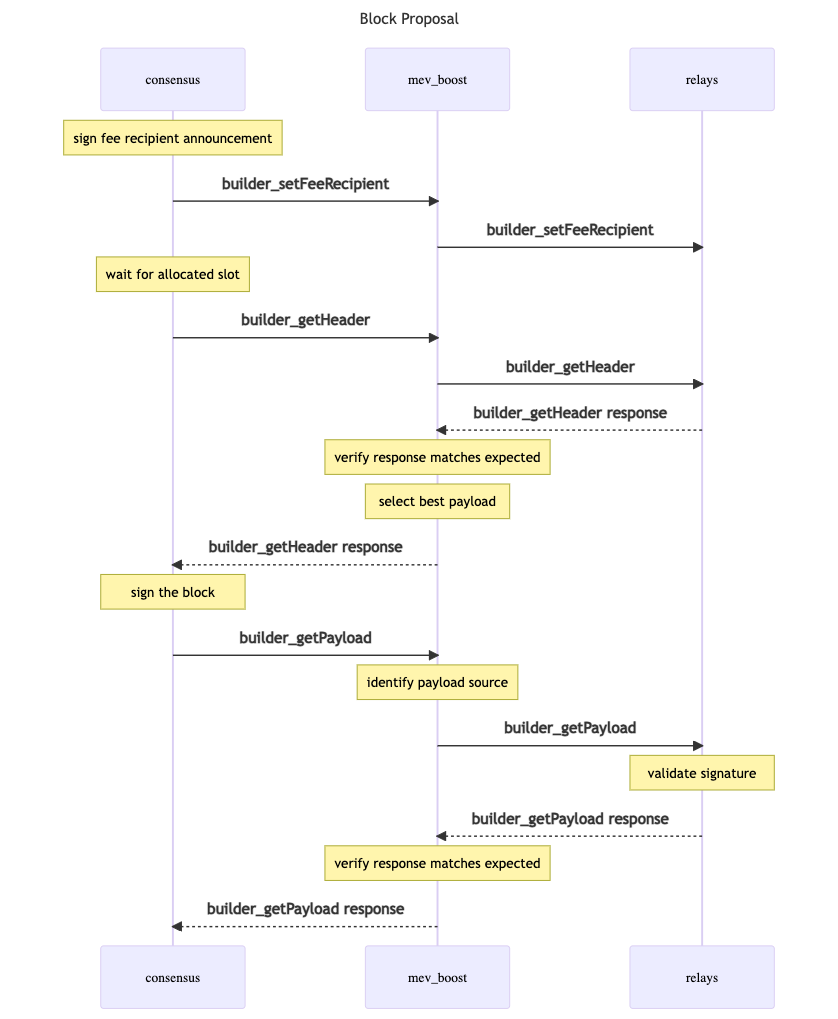 Block Proposal
consensus
mev_boost
relays
sign fee recipient announcement
builder_setFeeRecipient
builder_setFeeRecipient
wait for allocated slot
builder_getHeader
builder_getHeader
builder_getHeader response
verify response matches expected
select best payload
builder_getHeader response
sign the block
builder_getPayload
identify payload source
builder_getPayload
validate signature
builder_getPayload response
verify response matches expected
builder_getPayload response
consensus
mev_boost
relays